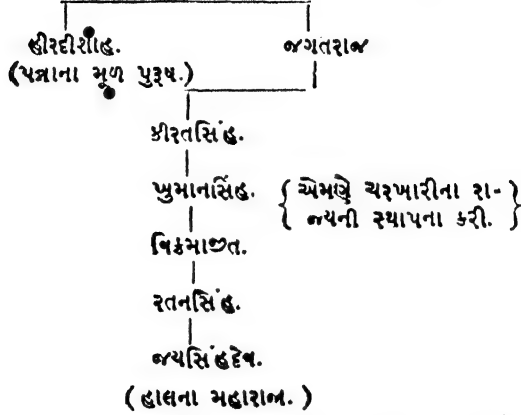 હીરદીશાહ. જગતરાજ
(પન્નાના મૂળ પુરૂષ.)
કીરતસિંહ.
ખુમાનસિંહ. { એમણે ચરખારીના રા-
જ્યની સ્થાપના કરી. }
વિક્રમાજીત.
રતનસિંહ.
જયસિંહદેવ.
(હાલના મહારાજા.)